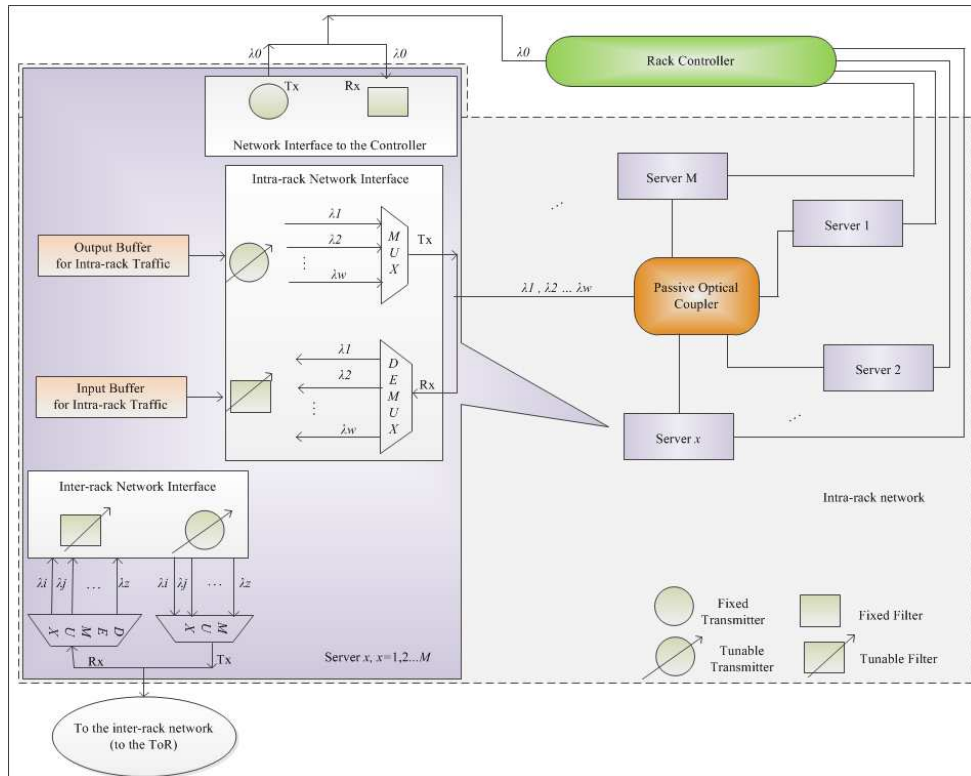 λ0
λ0
λ0
Rack Controller
Tx
Rx
Network Interface to the Controller
Intra-rack Network Interface
λ1
λ2
⋮
λw
M
U
X
Tx
Output Buffer
for Intra-rack Traffic
λ1
λ2
⋮
λw
D
E
M
U
X
Rx
Input Buffer
for Intra-rack Traffic
λ1 , λ2 ... λw
...
Server M
Server 1
Passive Optical
Coupler
Server 2
...
Server x
Intra-rack network
Inter-rack Network Interface
λi
λj
...
λz
λi
λj
...
λz
D
E
M
U
X
M
U
X
Rx
Tx
Server x, x=1,2...M
Fixed
Transmitter
Fixed Filter
Tunable
Transmitter
Tunable Filter
To the inter-rack network
(to the ToR)